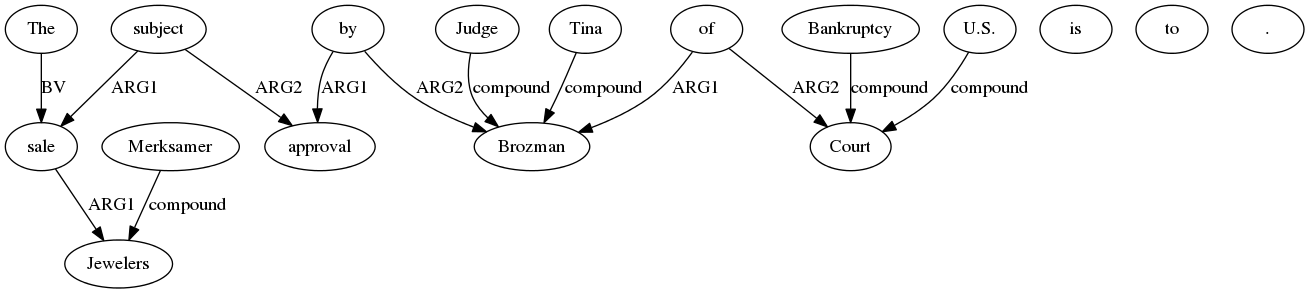 The subject by Judge Tina of Bankruptcy U.S. is to .
BV ARG1 ARG2 ARG1 ARG2 compound compound ARG1 ARG2 compound compound
sale Merksamer approval Brozman Court
ARG1 compound
Jewelers